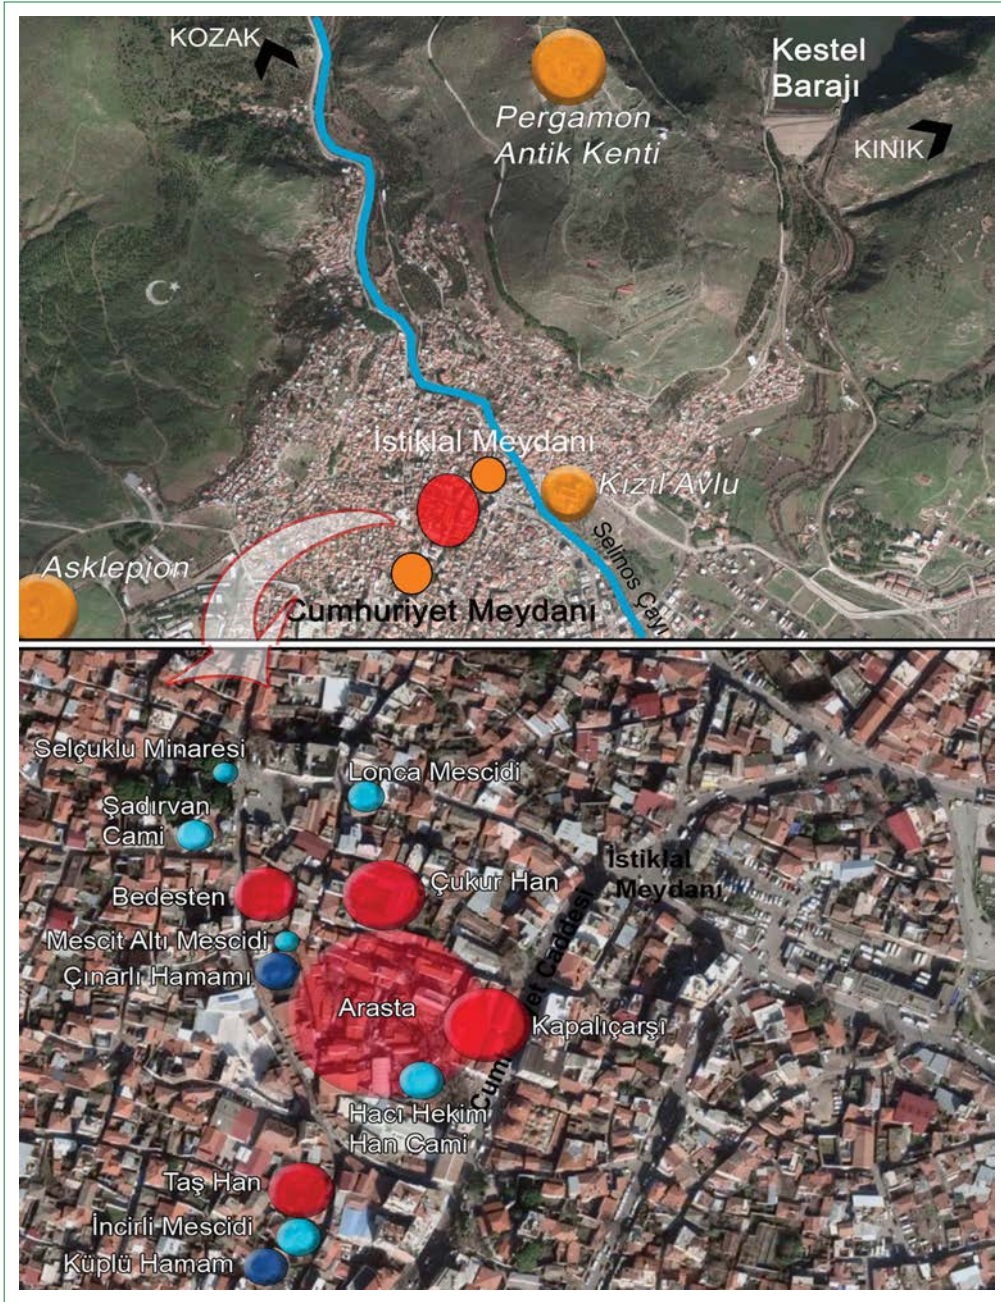 KOZAK
Kestel
Barajı
Pergamon
Antik Kenti
KINIK
İstiklal Meydanı
Kızıl Avlu
Selinos Çayı
Asklepion
Cumhuriyet Meydanı
Selçuklu Minaresi
Lonca Mescidi
Şadırvan
Cami
İstiklal
Meydanı
Çukur Han
Bedesten
Mescit Altı Mescidi
Çınarlı Hamamı
Arasta
Kapalıçarşı
Cumh
et Caddesi
Hacı Hekim
Han Cami
Taş Han
İncirli Mescidi
Küplü Hamam